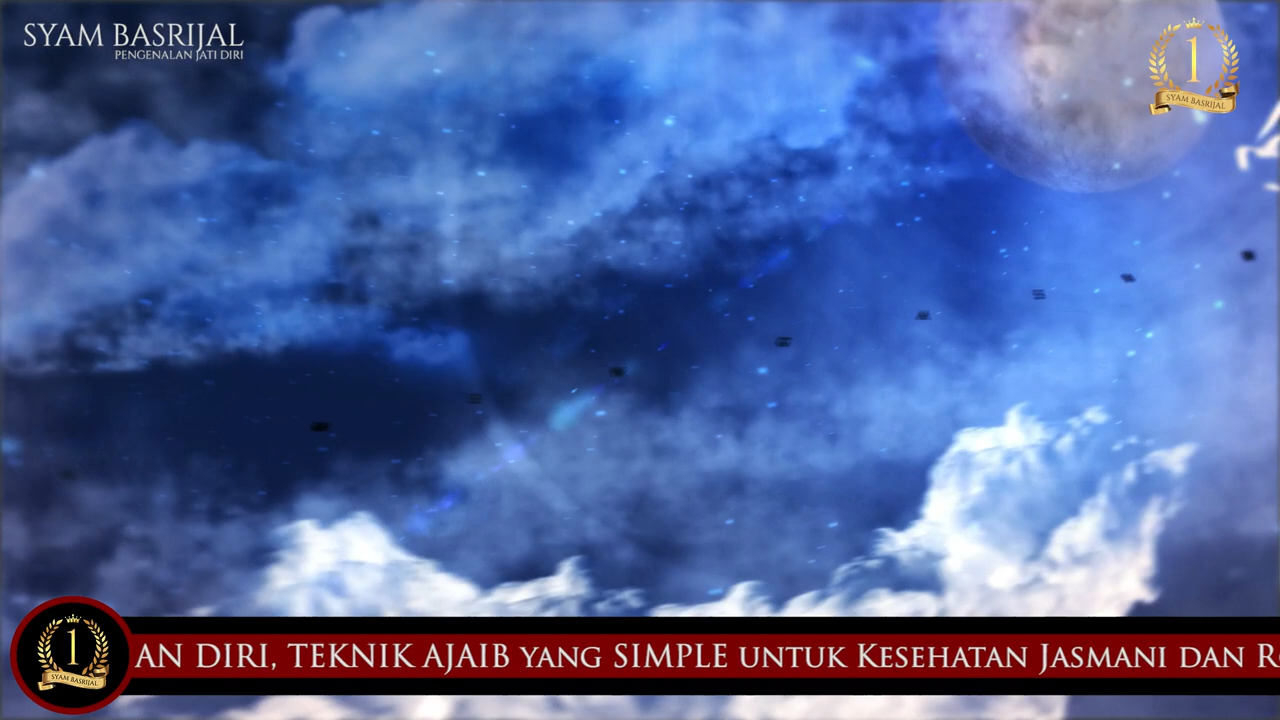 SYAM BASRIJAL
PENGENALAN JATI DIRI
1
SYAM BASRIJAL
1
SYAM BASRIJAL
AN DIRI, TEKNIK AJAIB YANG SIMPLE UNTUK KESEHATAN JASMANI DAN R